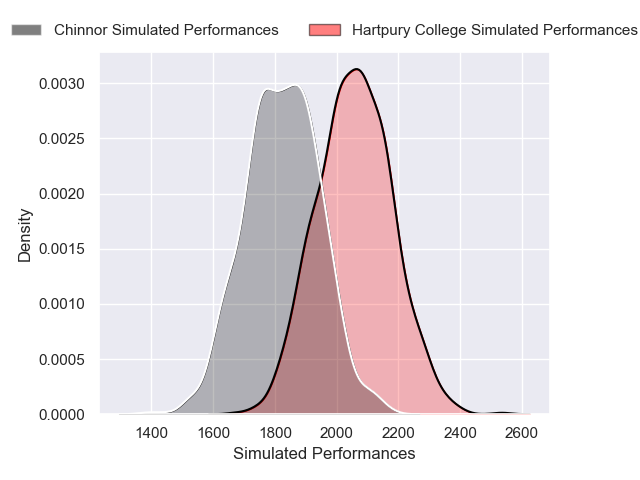 Chinnor Simulated Performances Hartpury College Simulated Performances
0.0030
0.0025
0.0020
0.0015
0.0010
0.0005
0.0000
Density
1400 1600 1800 2000 2200 2400 2600
Simulated Performances